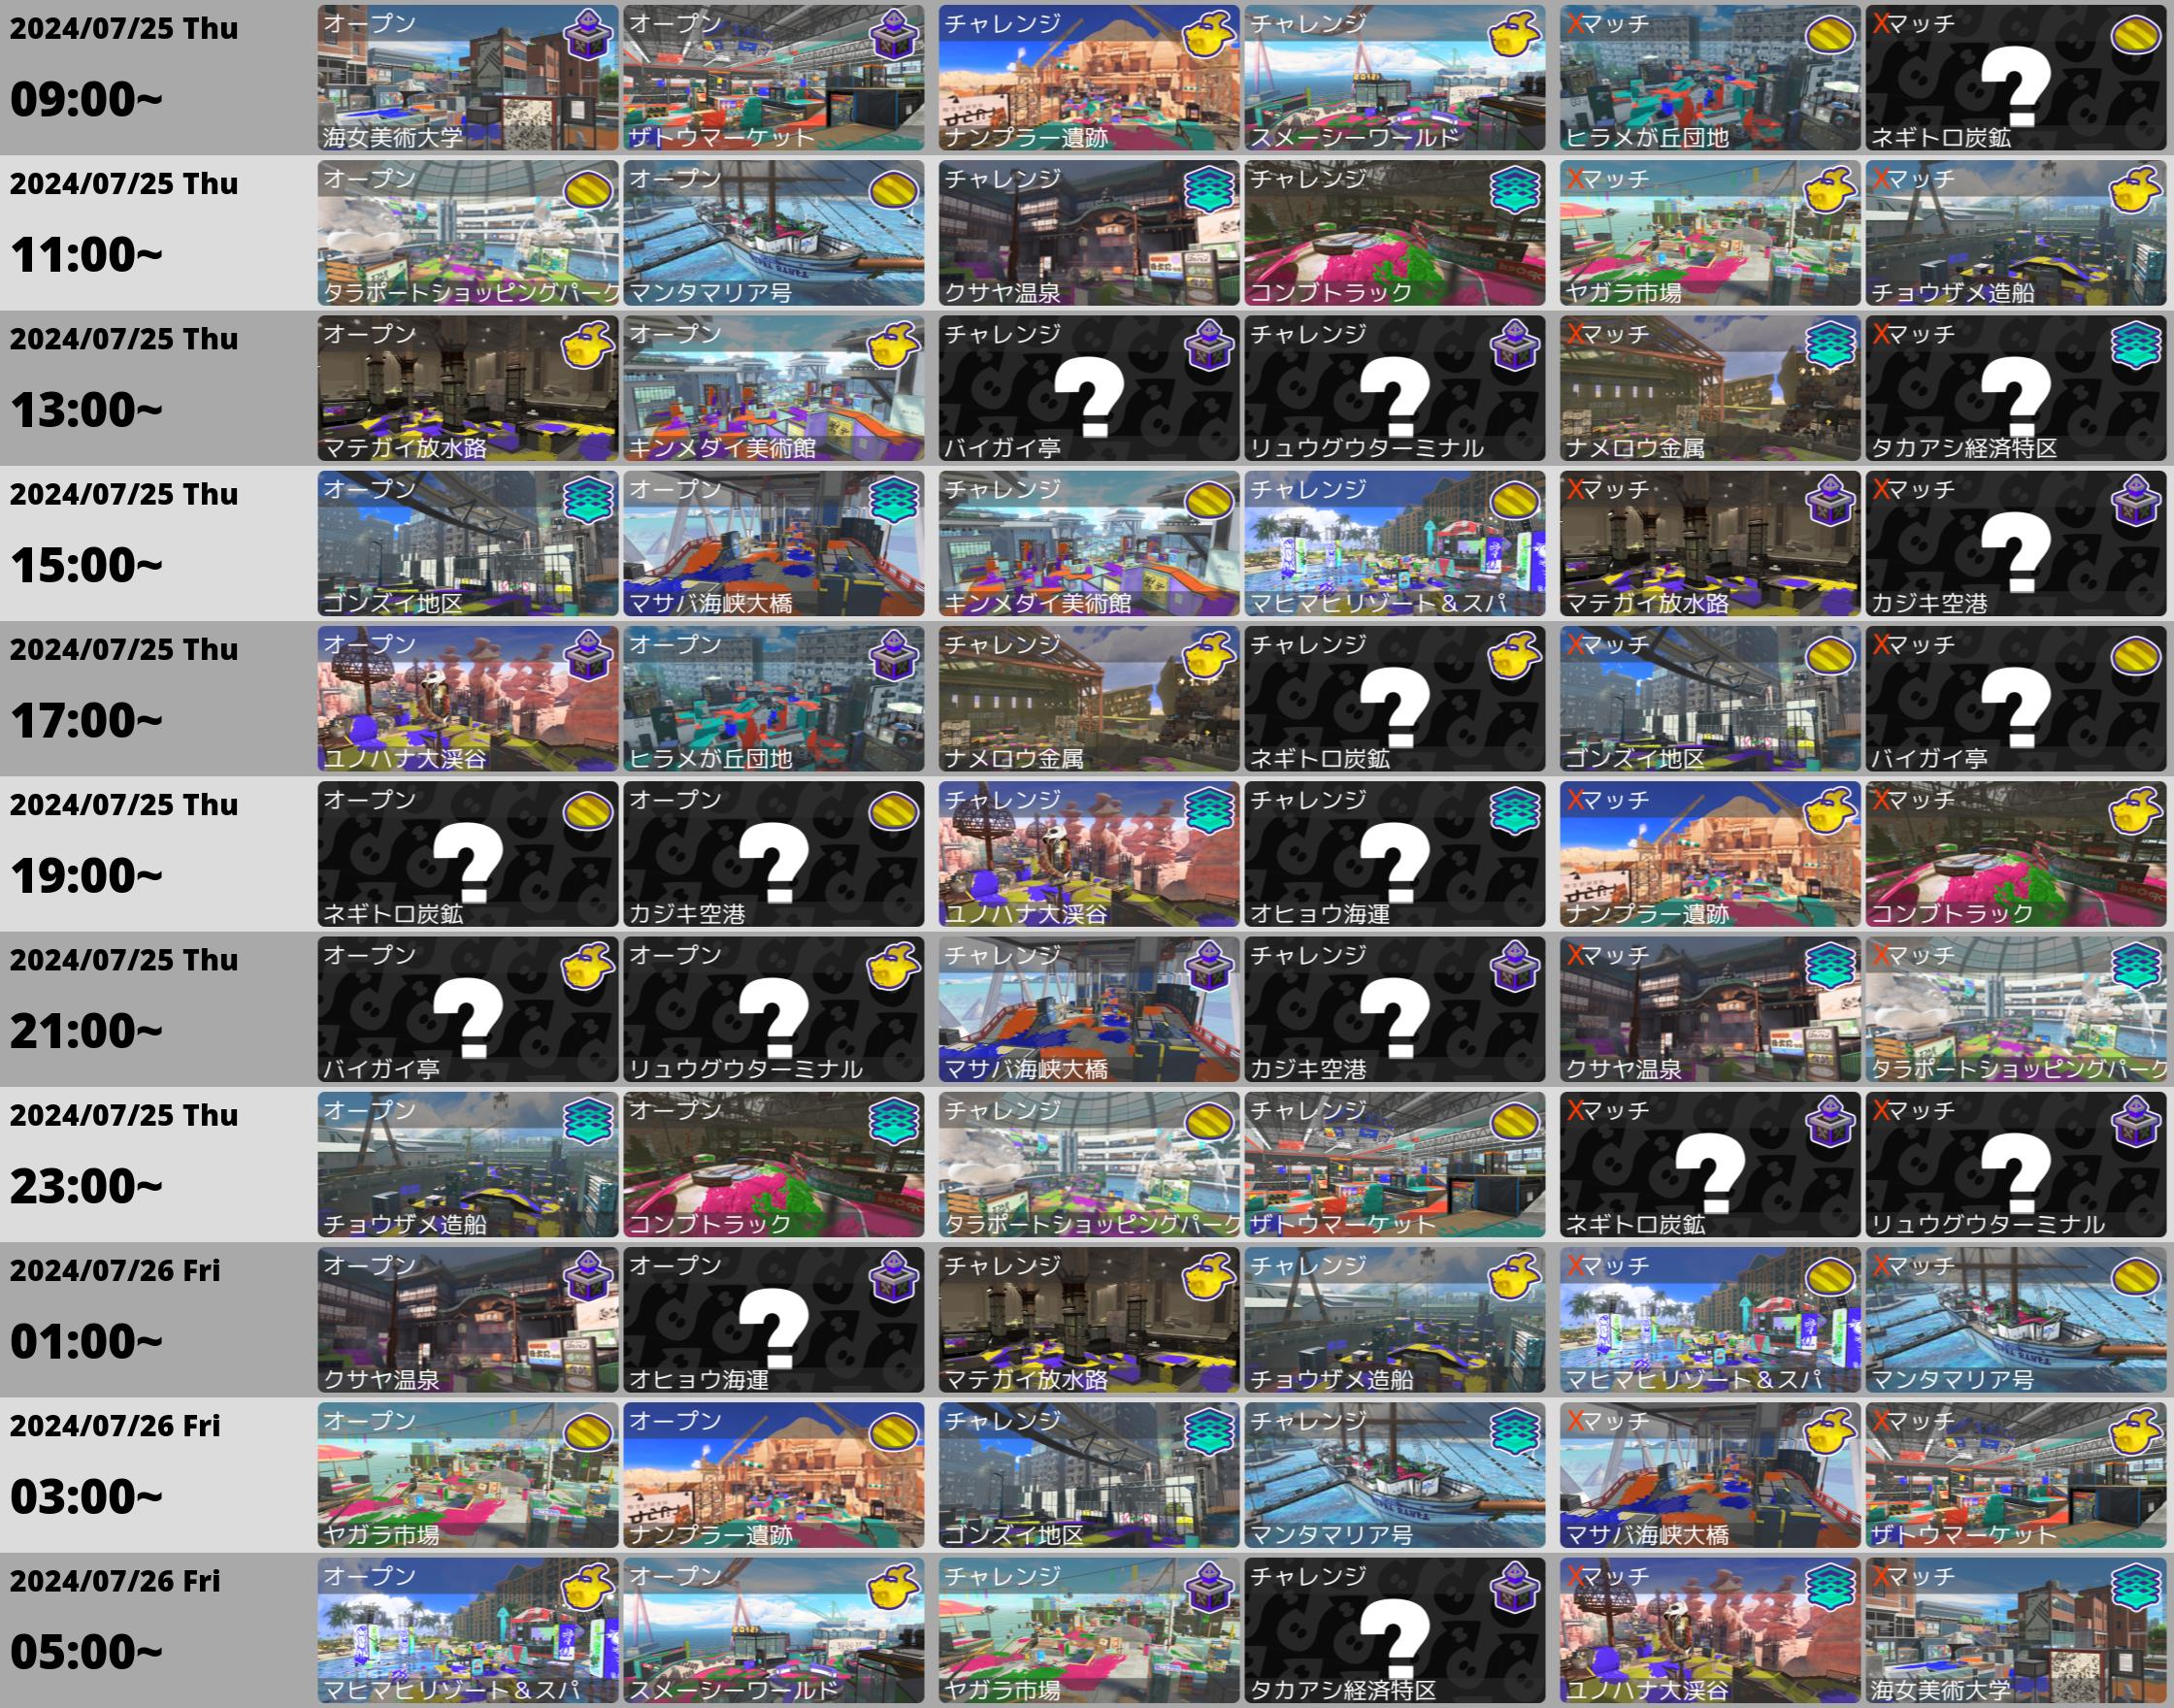 2024/07/25 Thu
09:00~
オープン
海女美術大学
オープン
ザトウマーケット
チャレンジ
ナンプラー遺跡
チャレンジ
スメーシーワールド
Xマッチ
ヒラメが丘団地
Xマッチ
ネギトロ炭鉱
2024/07/25 Thu
11:00~
オープン
タラポートショッピングパーク
オープン
マンタマリア号
チャレンジ
クサヤ温泉
チャレンジ
コンブトラック
Xマッチ
ヤガラ市場
Xマッチ
チョウザメ造船
2024/07/25 Thu
13:00~
オープン
マテガイ放水路
オープン
キンメダイ美術館
チャレンジ
?
バイガイ亭
チャレンジ
?
リュウグウターミナル
Xマッチ
ナメロウ金属
Xマッチ
?
タカアシ経済特区
2024/07/25 Thu
15:00~
オープン
ゴンズイ地区
オープン
マサバ海峡大橋
チャレンジ
キンメダイ美術館
チャレンジ
マヒマヒリゾート＆スパ
Xマッチ
マテガイ放水路
Xマッチ
?
カジキ空港
2024/07/25 Thu
17:00~
オープン
ユノハナ大渓谷
オープン
ヒラメが丘団地
チャレンジ
ナメロウ金属
チャレンジ
?
ネギトロ炭鉱
Xマッチ
ゴンズイ地区
Xマッチ
?
バイガイ亭
2024/07/25 Thu
19:00~
オープン
?
ネギトロ炭鉱
オープン
?
カジキ空港
チャレンジ
ユノハナ大渓谷
チャレンジ
?
オヒョウ海運
Xマッチ
ナンプラー遺跡
Xマッチ
コンブトラック
2024/07/25 Thu
21:00~
オープン
?
バイガイ亭
オープン
?
リュウグウターミナル
チャレンジ
マサバ海峡大橋
チャレンジ
?
カジキ空港
Xマッチ
クサヤ温泉
Xマッチ
タラポートショッピングパーク
2024/07/25 Thu
23:00~
オープン
チョウザメ造船
オープン
コンブトラック
チャレンジ
タラポートショッピングパーク
チャレンジ
ザトウマーケット
Xマッチ
?
ネギトロ炭鉱
Xマッチ
?
リュウグウターミナル
2024/07/26 Fri
01:00~
オープン
クサヤ温泉
オープン
?
オヒョウ海運
チャレンジ
マテガイ放水路
チャレンジ
チョウザメ造船
Xマッチ
マヒマヒリゾート＆スパ
Xマッチ
マンタマリア号
2024/07/26 Fri
03:00~
オープン
ヤガラ市場
オープン
ナンプラー遺跡
チャレンジ
ゴンズイ地区
チャレンジ
マンタマリア号
Xマッチ
マサバ海峡大橋
Xマッチ
ザトウマーケット
2024/07/26 Fri
05:00~
オープン
マヒマヒリゾート＆スパ
オープン
スメーシーワールド
チャレンジ
ヤガラ市場
チャレンジ
?
タカアシ経済特区
Xマッチ
ユノハナ大渓谷
Xマッチ
海女美術大学